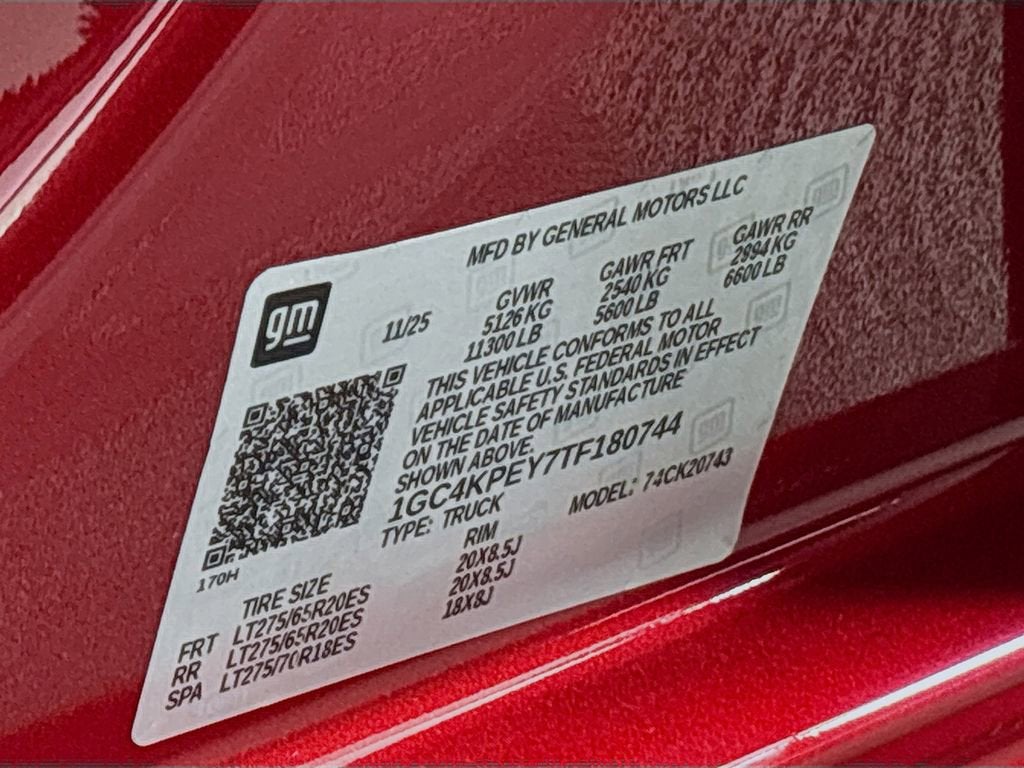 MFD BY GENERAL MOTORS LLC
gm
11/25
GVWR GAWR FRT GAWR RR
5126 KG 2540 KG 2994 KG
11300 LB 5600 LB 6600 LB
THIS VEHICLE CONFORMS TO ALL
APPLICABLE U.S. FEDERAL MOTOR
VEHICLE SAFETY STANDARDS IN EFFECT
ON THE DATE OF MANUFACTURE
SHOWN ABOVE.
1GC4KPEY7TF180744
TYPE: TRUCK MODEL: 74CK20743
170H
TIRE SIZE RIM
FRT LT275/65R20ES 20X8.5J
RR LT275/65R20ES 20X8.5J
SPA LT275/70R18ES 18X8J